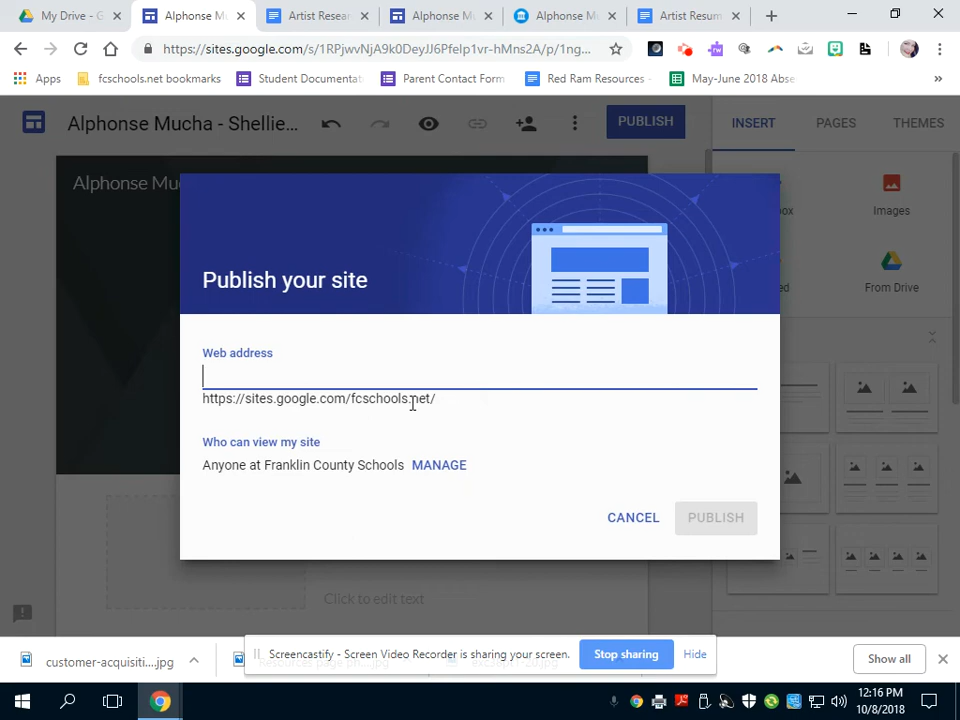 My Drive - G
Alphonse Mu
Artist Resear
Alphonse M
Alphonse M
Artist Resum
https://sites.google.com/s/1RPjwvNjA9k0DeyJJ6Pfelp1vr-hMns2A/p/1ng...
Apps
fcschools.net bookmarks
Student Documentat
Parent Contact Form
Red Ram Resources -
May-June 2018 Abse
»
Alphonse Mucha - Shellie...
PUBLISH
INSERT
PAGES
THEMES
Alphonse Muc
Images
From Drive
Publish your site
Web address
https://sites.google.com/fcschools.net/
Who can view my site
Anyone at Franklin County Schools MANAGE
CANCEL
PUBLISH
Click to edit text
Screencastify - Screen Video Recorder is sharing your screen.
Stop sharing
Hide
customer-acquisiti....jpg
Show all
12:16 PM
10/8/2018